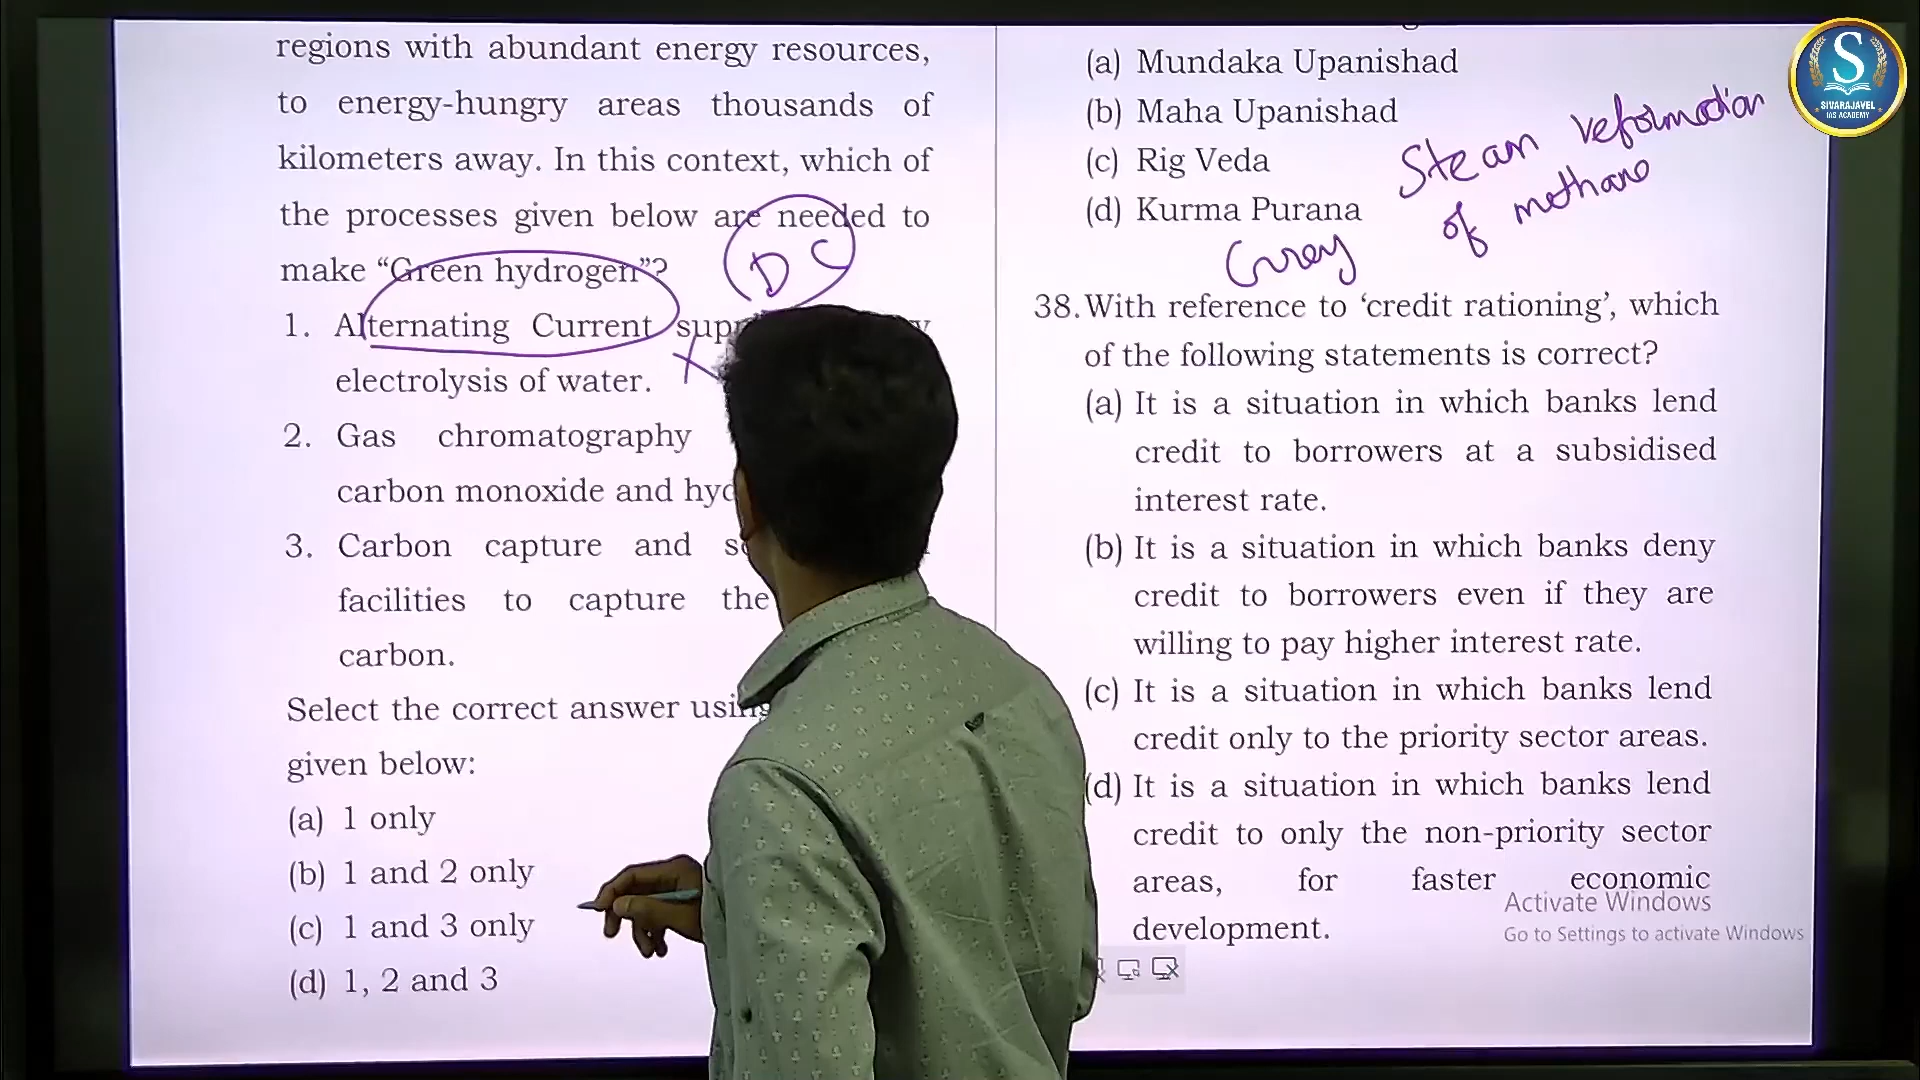 regions with abundant energy resources,
to energy-hungry areas thousands of
kilometers away. In this context, which of
the processes given below are needed to
make “Green hydrogen”?
DC
1. Alternating Current
electrolysis of water.
2. Gas chromatography
carbon monoxide and
3. Carbon capture and
facilities to capture the
carbon.
Select the correct answer using
given below:
(a) 1 only
(b) 1 and 2 only
(c) 1 and 3 only
(d) 1, 2 and 3
(a) Mundaka Upanishad
(b) Maha Upanishad
(c) Rig Veda
(d) Kurma Purana
Steam reformation
of methane
Grey
38. With reference to ‘credit rationing’, which
of the following statements is correct?
(a) It is a situation in which banks lend
credit to borrowers at a subsidised
interest rate.
(b) It is a situation in which banks deny
credit to borrowers even if they are
willing to pay higher interest rate.
(c) It is a situation in which banks lend
credit only to the priority sector areas.
(d) It is a situation in which banks lend
credit to only the non-priority sector
areas, for faster economic
development.
Activate Windows
Go to Settings to activate Windows
S
SIVARAJAVEL
IAS ACADEMY